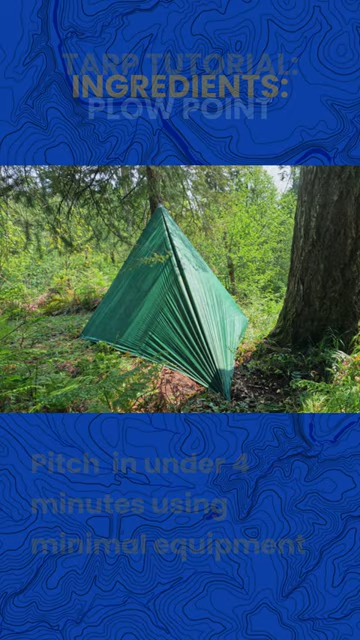 TARP TUTORIAL:
INGREDIENTS:
PLOW POINT
Pitch in under 4
minutes using
minimal equipment